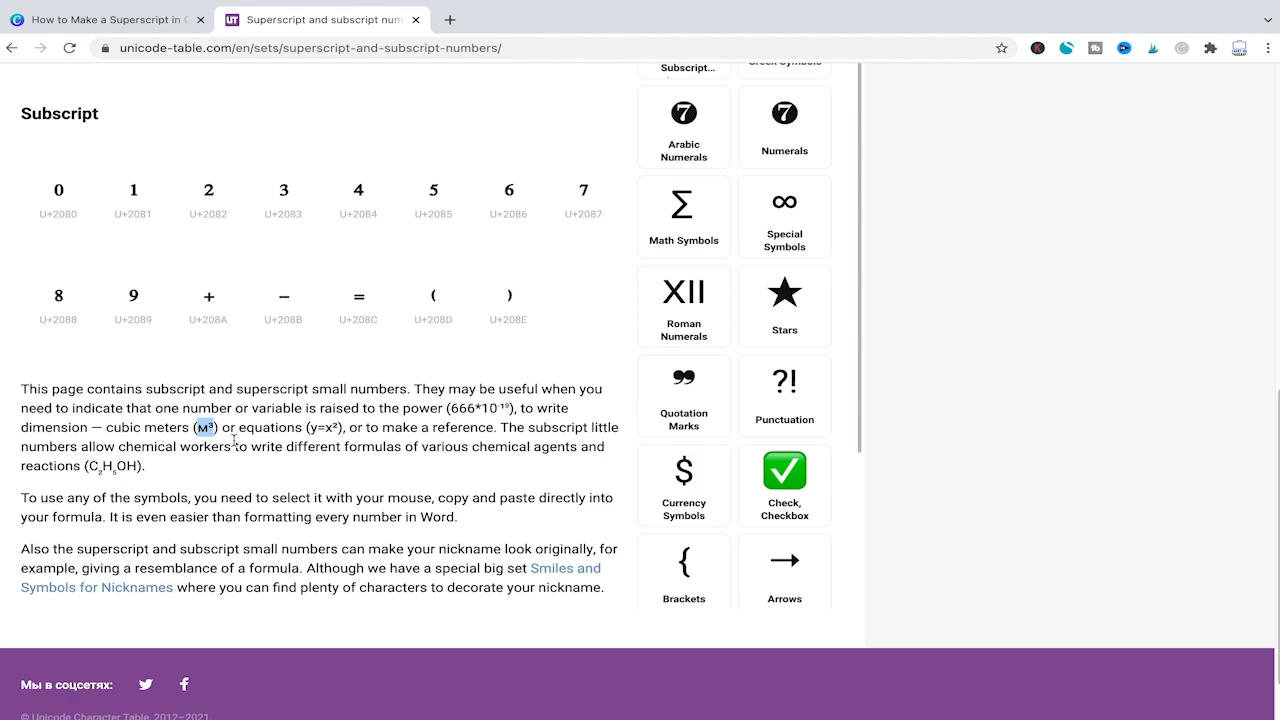 How to Make a Superscript in C
Superscript and subscript num
unicode-table.com/en/sets/superscript-and-subscript-numbers/
Subscript
0 1 2 3 4 5 6 7
U+2080 U+2081 U+2082 U+2083 U+2084 U+2085 U+2086 U+2087
8 9 + − = ( )
U+2088 U+2089 U+208A U+208B U+208C U+208D U+208E
This page contains subscript and superscript small numbers. They may be useful when you
need to indicate that one number or variable is raised to the power (666*10⁻¹⁹), to write
dimension — cubic meters (м³) or equations (y=x²), or to make a reference. The subscript little
numbers allow chemical workers to write different formulas of various chemical agents and
reactions (C₂H₅OH).
To use any of the symbols, you need to select it with your mouse, copy and paste directly into
your formula. It is even easier than formatting every number in Word.
Also the superscript and subscript small numbers can make your nickname look originally, for
example, giving a resemblance of a formula. Although we have a special big set Smiles and
Symbols for Nicknames where you can find plenty of characters to decorate your nickname.
Subscript...
Greek Symbols
7 7
Arabic
Numerals
Numerals
Σ ∞
Math Symbols
Special
Symbols
XII ★
Roman
Numerals
Stars
❞ ?!
Quotation
Marks
Punctuation
$ ✅
Currency
Symbols
Check,
Checkbox
{ →
Brackets
Arrows
Мы в соцсетях:
© Unicode Character Table, 2012–2021.